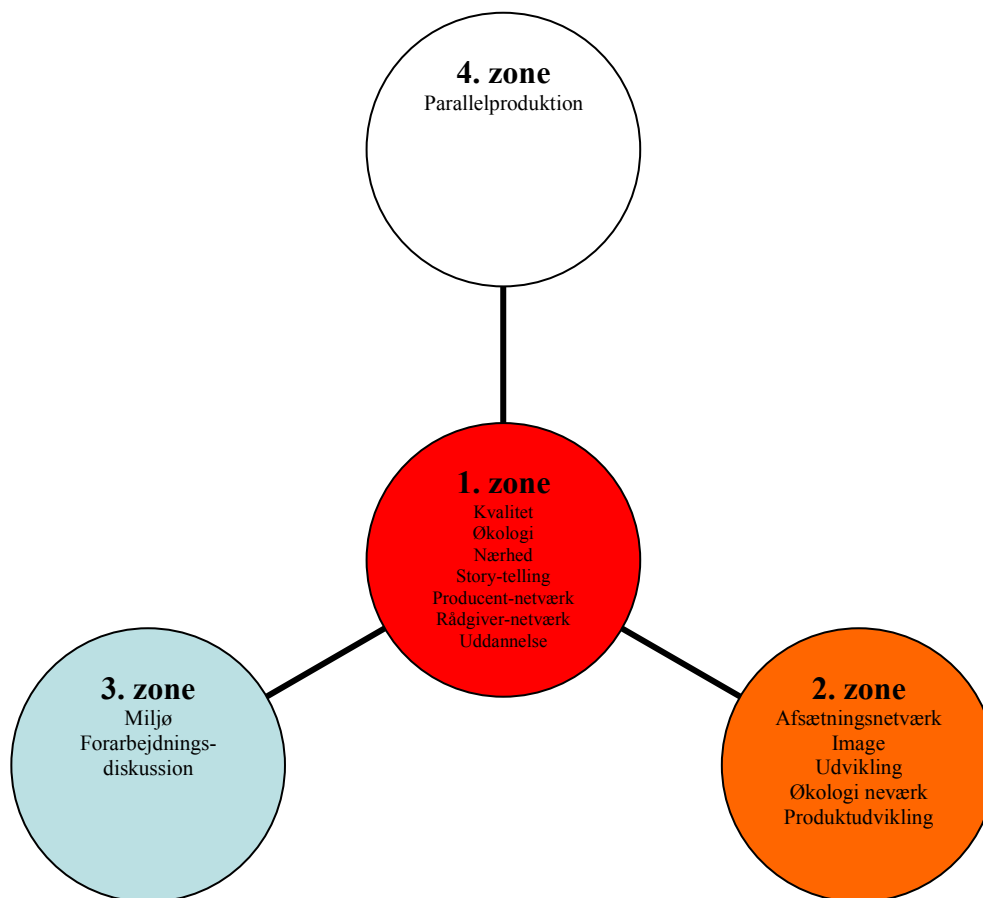 4. zone
Parallelproduktion
1. zone
Kvalitet
Økologi
Nærhed
Story-telling
Producent-netværk
Rådgiver-netværk
Uddannelse
3. zone
Miljø
Forarbejdnings-
diskussion
2. zone
Afsætningsnetværk
Image
Udvikling
Økologi neværk
Produktudvikling